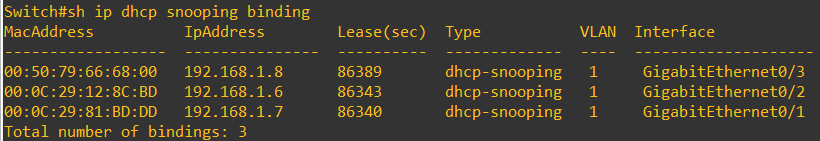 Switch#sh ip dhcp snooping binding
MacAddress          IpAddress        Lease(sec)  Type           VLAN  Interface
------------------  ---------------  ----------  -------------  ----  --------------------
00:50:79:66:68:00   192.168.1.8      86389       dhcp-snooping   1     GigabitEthernet0/3
00:0C:29:12:8C:BD   192.168.1.6      86343       dhcp-snooping   1     GigabitEthernet0/2
00:0C:29:81:BD:DD   192.168.1.7      86340       dhcp-snooping   1     GigabitEthernet0/1
Total number of bindings: 3